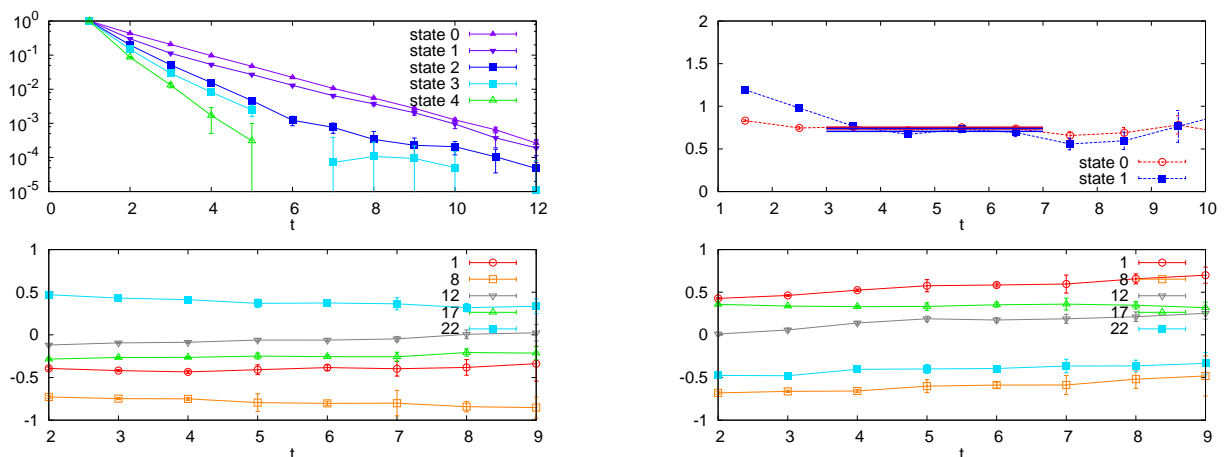 10^0
10^-1
10^-2
10^-3
10^-4
10^-5
0 2 4 6 8 10 12
t
state 0
state 1
state 2
state 3
state 4
2
1.5
1
0.5
0
1 2 3 4 5 6 7 8 9 10
t
state 0
state 1
1
0.5
0
-0.5
-1
2 3 4 5 6 7 8 9
t
1
8
12
17
22
1
0.5
0
-0.5
-1
2 3 4 5 6 7 8 9
t
1
8
12
17
22